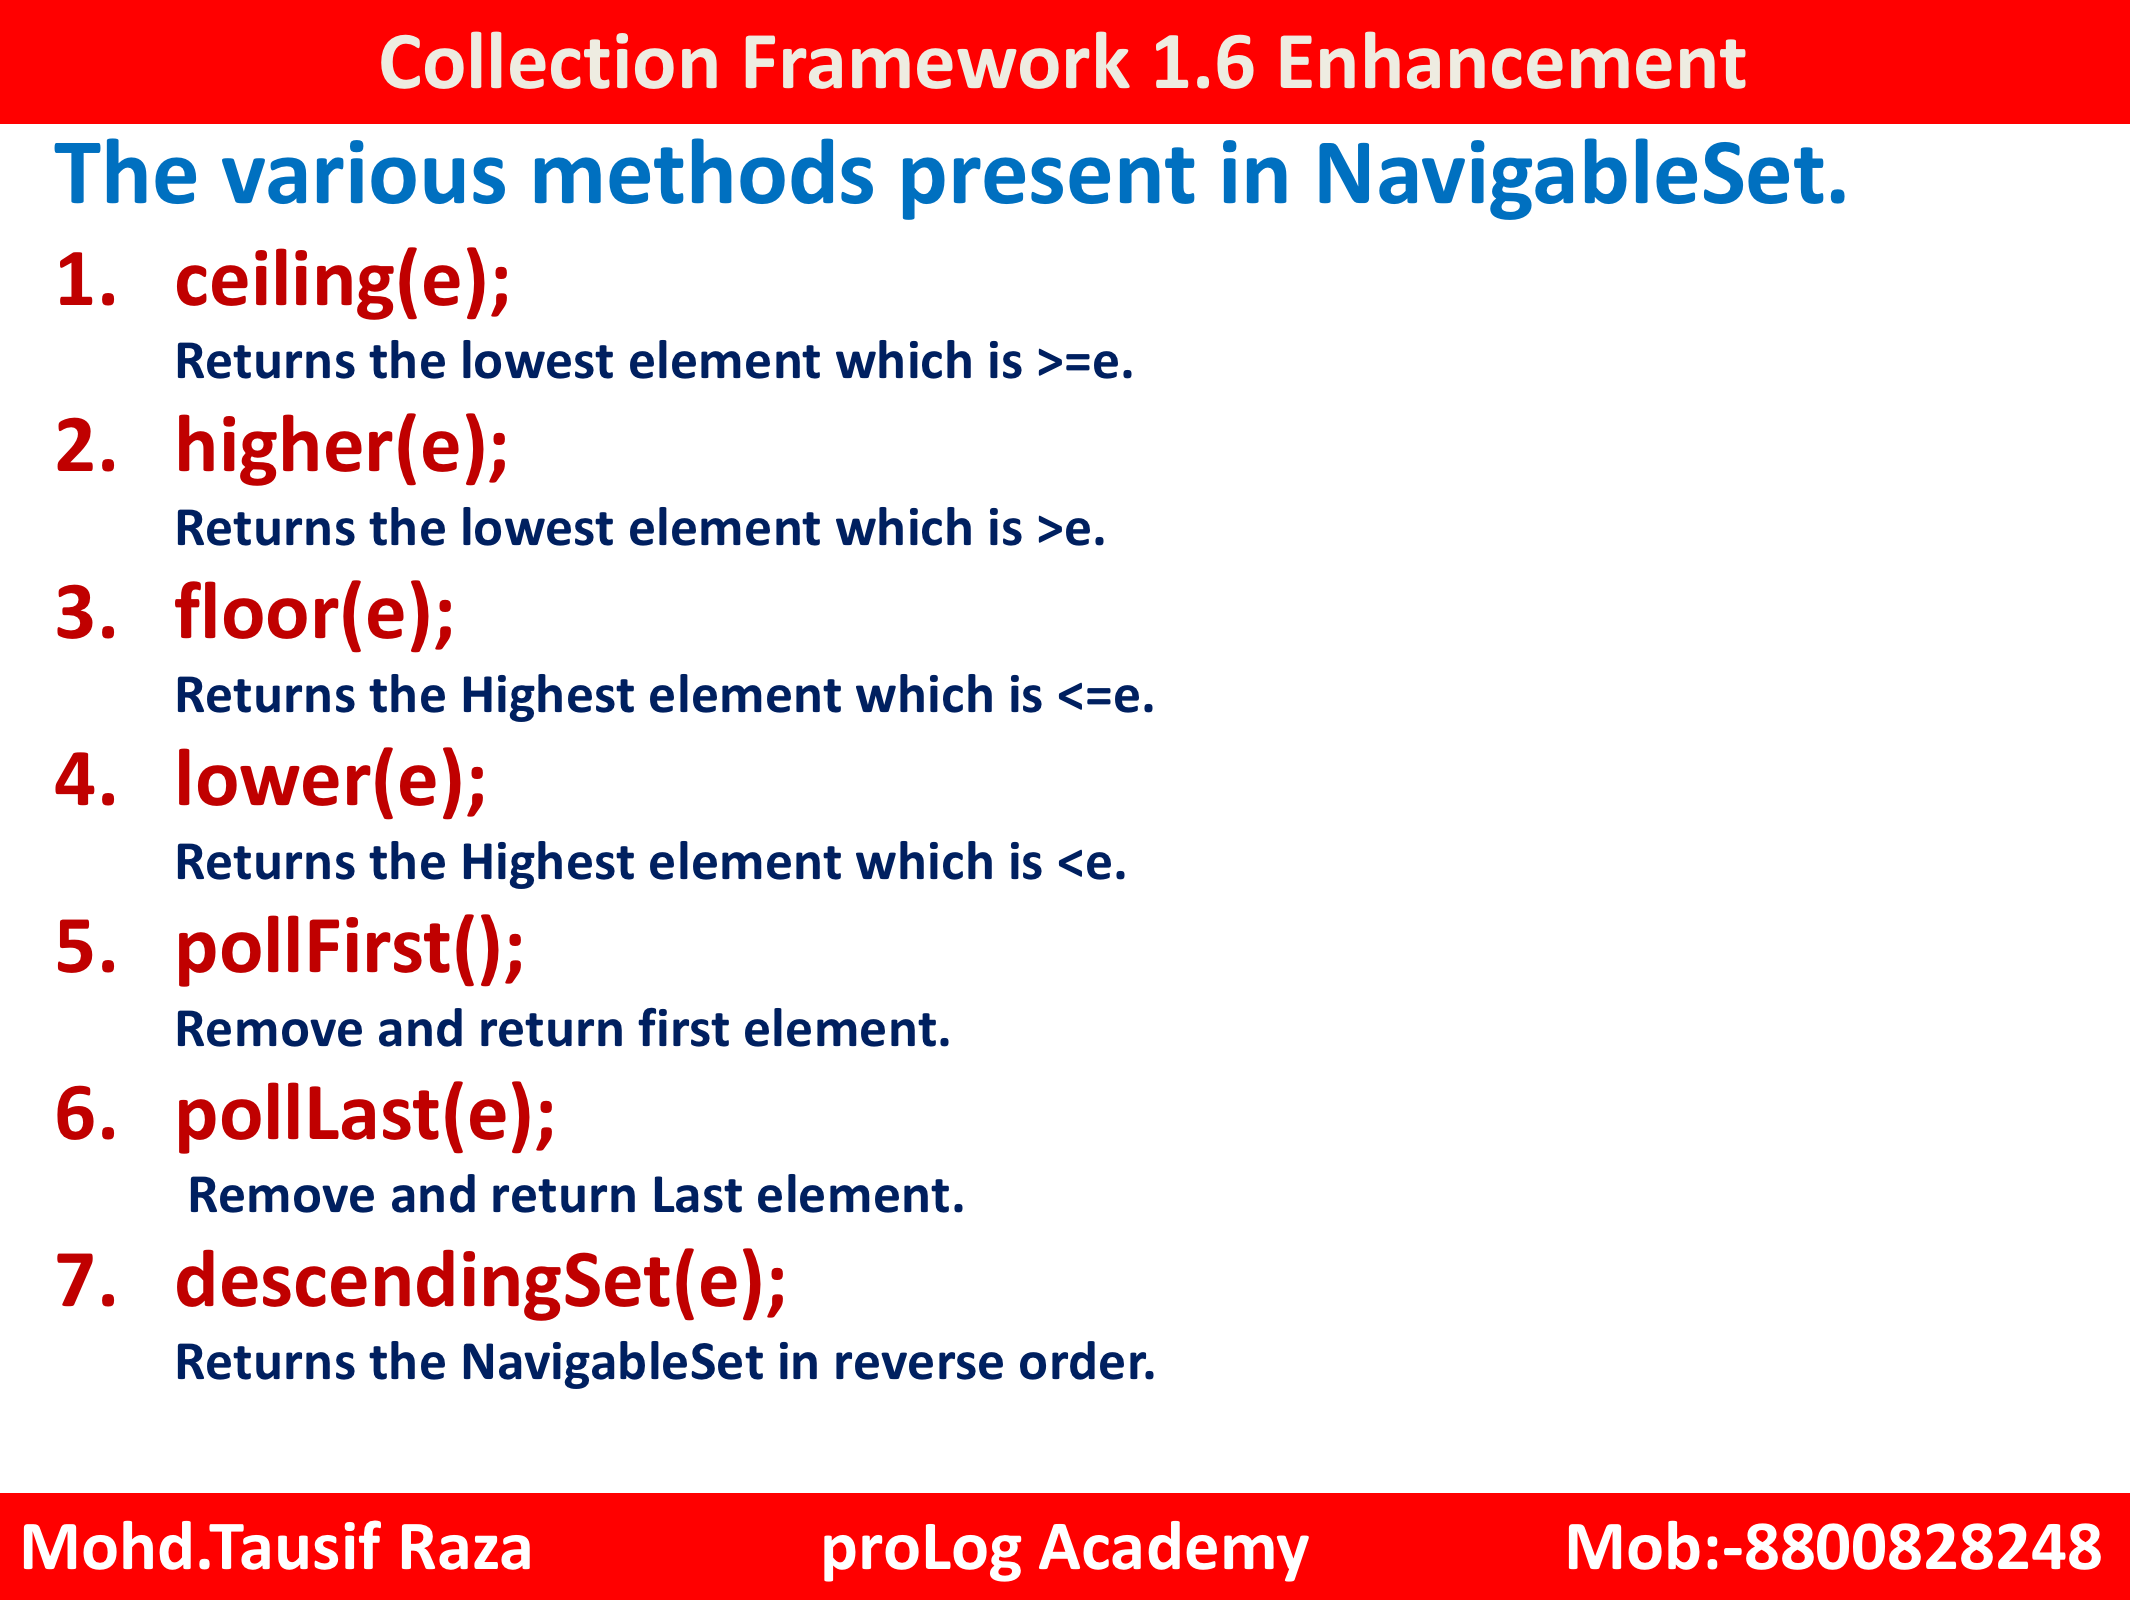 Collection Framework 1.6 Enhancement
The various methods present in NavigableSet.
1. ceiling(e);
Returns the lowest element which is >=e.
2. higher(e);
Returns the lowest element which is >e.
3. floor(e);
Returns the Highest element which is <=e.
4. lower(e);
Returns the Highest element which is <e.
5. pollFirst();
Remove and return first element.
6. pollLast(e);
Remove and return Last element.
7. descendingSet(e);
Returns the NavigableSet in reverse order.
Mohd.Tausif Raza proLog Academy Mob:-8800828248